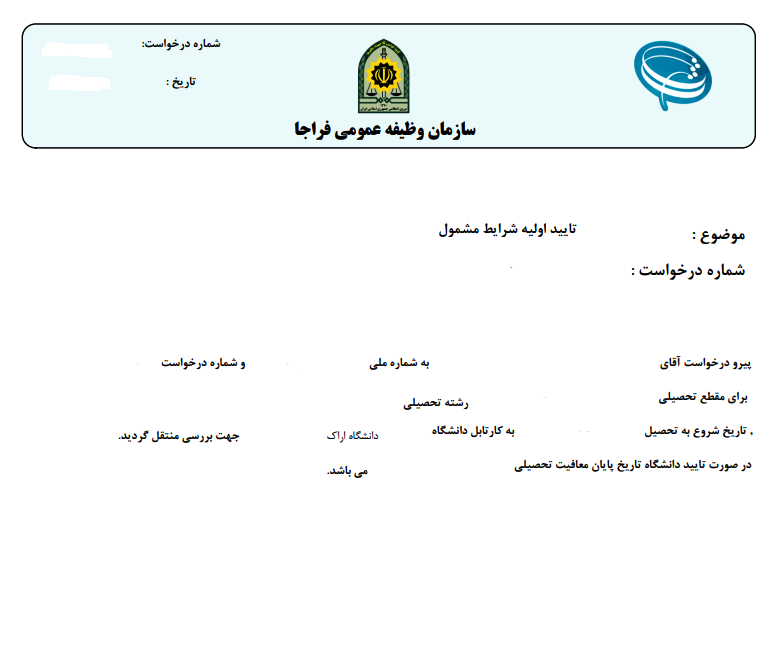 شماره درخواست:
تاریخ :
سازمان وظیفه عمومی فراجا
موضوع : تایید اولیه شرایط مشمول
شماره درخواست :
پیرو درخواست آقای به شماره ملی و شماره درخواست
برای مقطع تحصیلی رشته تحصیلی
, تاریخ شروع به تحصیل به کارتابل دانشگاه دانشگاه اراک جهت بررسی منتقل گردید.
در صورت تایید دانشگاه تاریخ پایان معافیت تحصیلی می باشد.